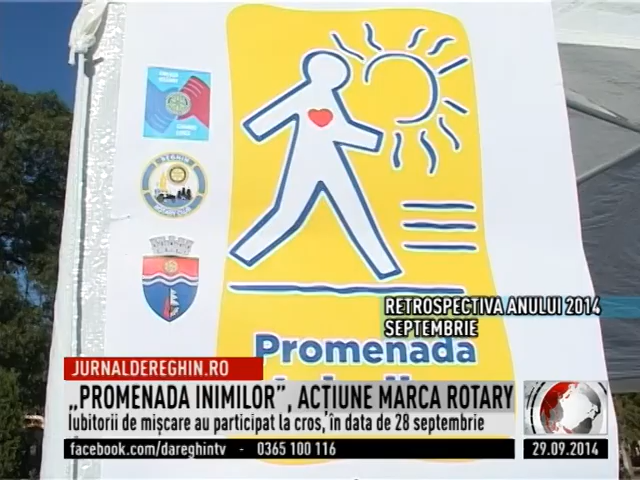 REGHIN
RETROSPECTIVA ANULUI 2014
SEPTEMBRIE
Promenada
JURNALDEREGHIN.RO
„PROMENADA INIMILOR”, ACȚIUNE MARCA ROTARY
Iubitorii de mișcare au participat la cros, în data de 28 septembrie
facebook.com/dareghintv - 0365 100 116
29.09.2014